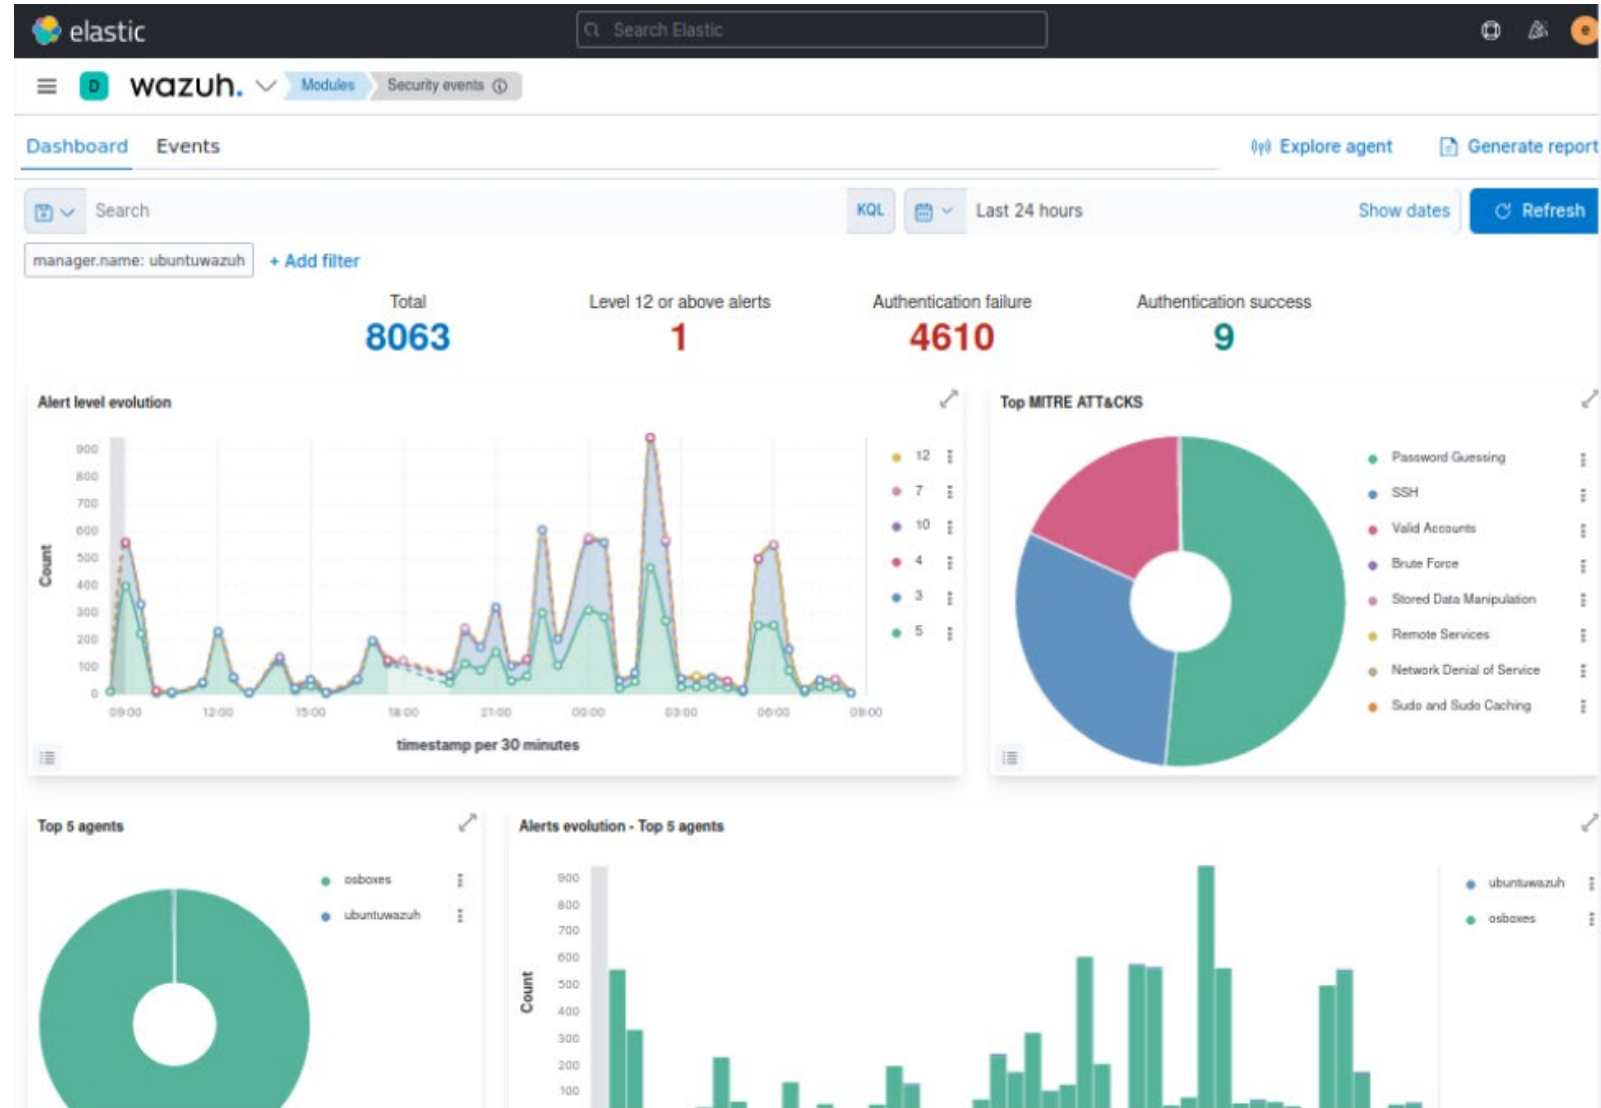 elastic
Search Elastic
e
D
wazuh.
Modules
Security events
Dashboard
Events
Explore agent
Generate report
Search
KQL
Last 24 hours
Show dates
Refresh
manager.name: ubuntuwazuh
+ Add filter
Total
8063
Level 12 or above alerts
1
Authentication failure
4610
Authentication success
9
Alert level evolution
900
800
700
600
500
400
300
200
100
0
Count
09:00
12:00
15:00
18:00
21:00
00:00
03:00
06:00
09:00
timestamp per 30 minutes
12
7
10
4
3
5
Top MITRE ATT&CKS
Password Guessing
SSH
Valid Accounts
Brute Force
Stored Data Manipulation
Remote Services
Network Denial of Service
Sudo and Sudo Caching
Top 5 agents
osboxes
ubuntuwazuh
Alerts evolution - Top 5 agents
900
800
700
600
500
400
300
200
100
Count
ubuntuwazuh
osboxes